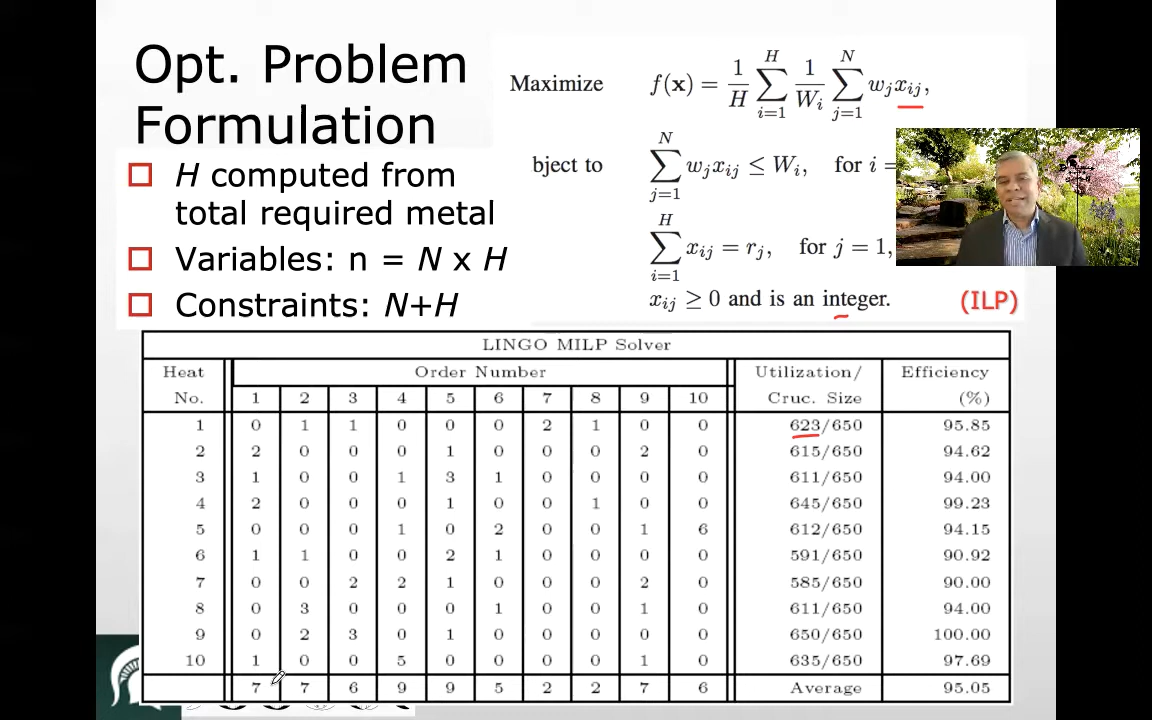 Opt. Problem
Formulation
H computed from
total required metal
Variables: n = N x H
Constraints: N+H
Maximize f(x) = 1/H ∑_{i=1}^{H} 1/W_i ∑_{j=1}^{N} w_j x_{ij},
bject to ∑_{j=1}^{N} w_j x_{ij} ≤ W_i, for i =
∑_{i=1}^{H} x_{ij} = r_j, for j = 1,
x_{ij} ≥ 0 and is an integer. (ILP)
LINGO MILP Solver
Heat Order Number Utilization/ Efficiency
No. 1 2 3 4 5 6 7 8 9 10 Cruc. Size (%)
1 0 1 1 0 0 0 2 1 0 0 623/650 95.85
2 2 0 0 0 1 0 0 0 2 0 615/650 94.62
3 1 0 0 1 3 1 0 0 0 0 611/650 94.00
4 2 0 0 0 1 0 0 1 0 0 645/650 99.23
5 0 0 0 1 0 2 0 0 1 6 612/650 94.15
6 1 1 0 0 2 1 0 0 0 0 591/650 90.92
7 0 0 2 2 1 0 0 0 2 0 585/650 90.00
8 0 3 0 0 0 1 0 0 1 0 611/650 94.00
9 0 2 3 0 1 0 0 0 0 0 650/650 100.00
10 1 0 0 5 0 0 0 0 1 0 635/650 97.69
7 7 6 9 9 5 2 2 7 6 Average 95.05